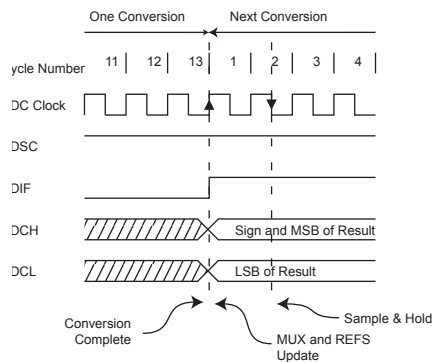 One Conversion Next Conversion
ycle Number 11 12 13 1 2 3 4
DC Clock
DSC
DIF
DCH Sign and MSB of Result
DCL LSB of Result
Conversion Complete
MUX and REFS Update
Sample & Hold